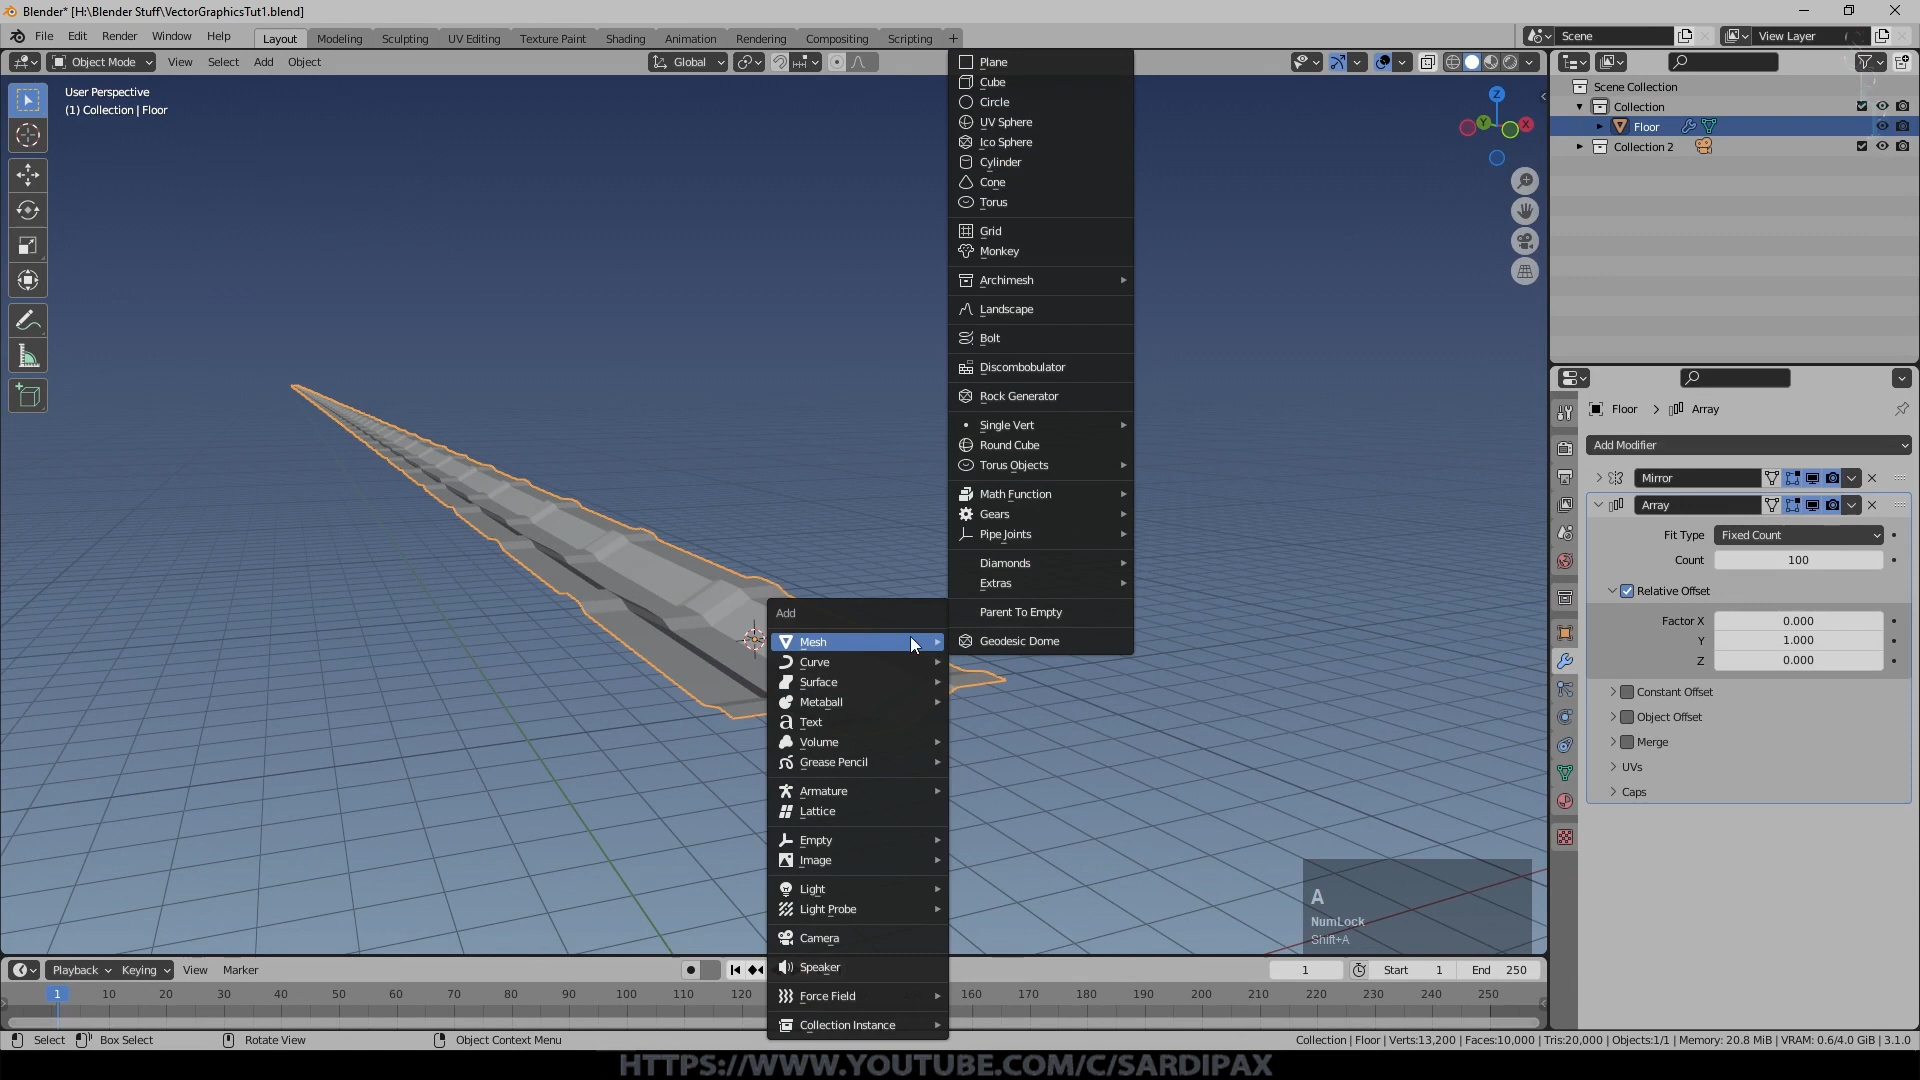 Blender* [H:\Blender Stuff\VectorGraphicsTut1.blend]
File Edit Render Window Help Layout Modeling Sculpting UV Editing Texture Paint Shading Animation Rendering Compositing Scripting + Scene View Layer
Object Mode View Select Add Object Global
User Perspective
(1) Collection | Floor
Z
Y
X
Plane
Cube
Circle
UV Sphere
Ico Sphere
Cylinder
Cone
Torus
Grid
Monkey
Archimesh
Landscape
Bolt
Discombobulator
Rock Generator
Single Vert
Round Cube
Torus Objects
Math Function
Gears
Pipe Joints
Diamonds
Extras
Parent To Empty
Geodesic Dome
Add
Mesh
Curve
Surface
Metaball
Text
Volume
Grease Pencil
Armature
Lattice
Empty
Image
Light
Light Probe
Camera
Speaker
Force Field
Collection Instance
A
NumLock
Shift+A
Scene Collection
Collection
Floor
Collection 2
Floor > Array
Add Modifier
Mirror
Array
Fit Type Fixed Count
Count 100
Relative Offset
Factor X 0.000
Y 1.000
Z 0.000
Constant Offset
Object Offset
Merge
UVs
Caps
Playback Keying View Marker 1 Start 1 End 250
1 10 20 30 40 50 60 70 80 90 100 110 120 160 170 180 190 200 210 220 230 240 250
Select Box Select Rotate View Object Context Menu Collection | Floor | Verts:13,200 | Faces:10,000 | Tris:20,000 | Objects:1/1 | Memory: 20.8 MiB | VRAM: 0.6/4.0 GiB | 3.1.0
HTTPS://WWW.YOUTUBE.COM/C/SARDIPAX